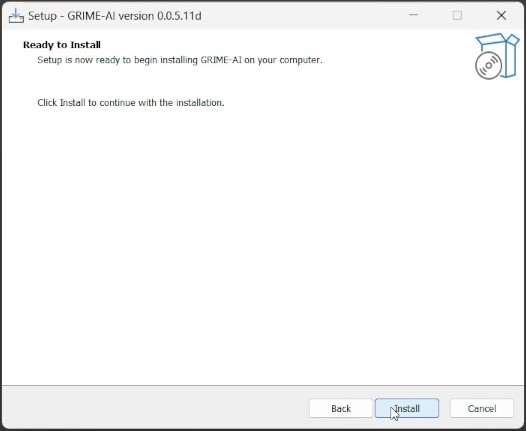 Setup - GRIME-AI version 0.0.5.11d
Ready to Install
Setup is now ready to begin installing GRIME-AI on your computer.
Click Install to continue with the installation.
Back
Install
Cancel